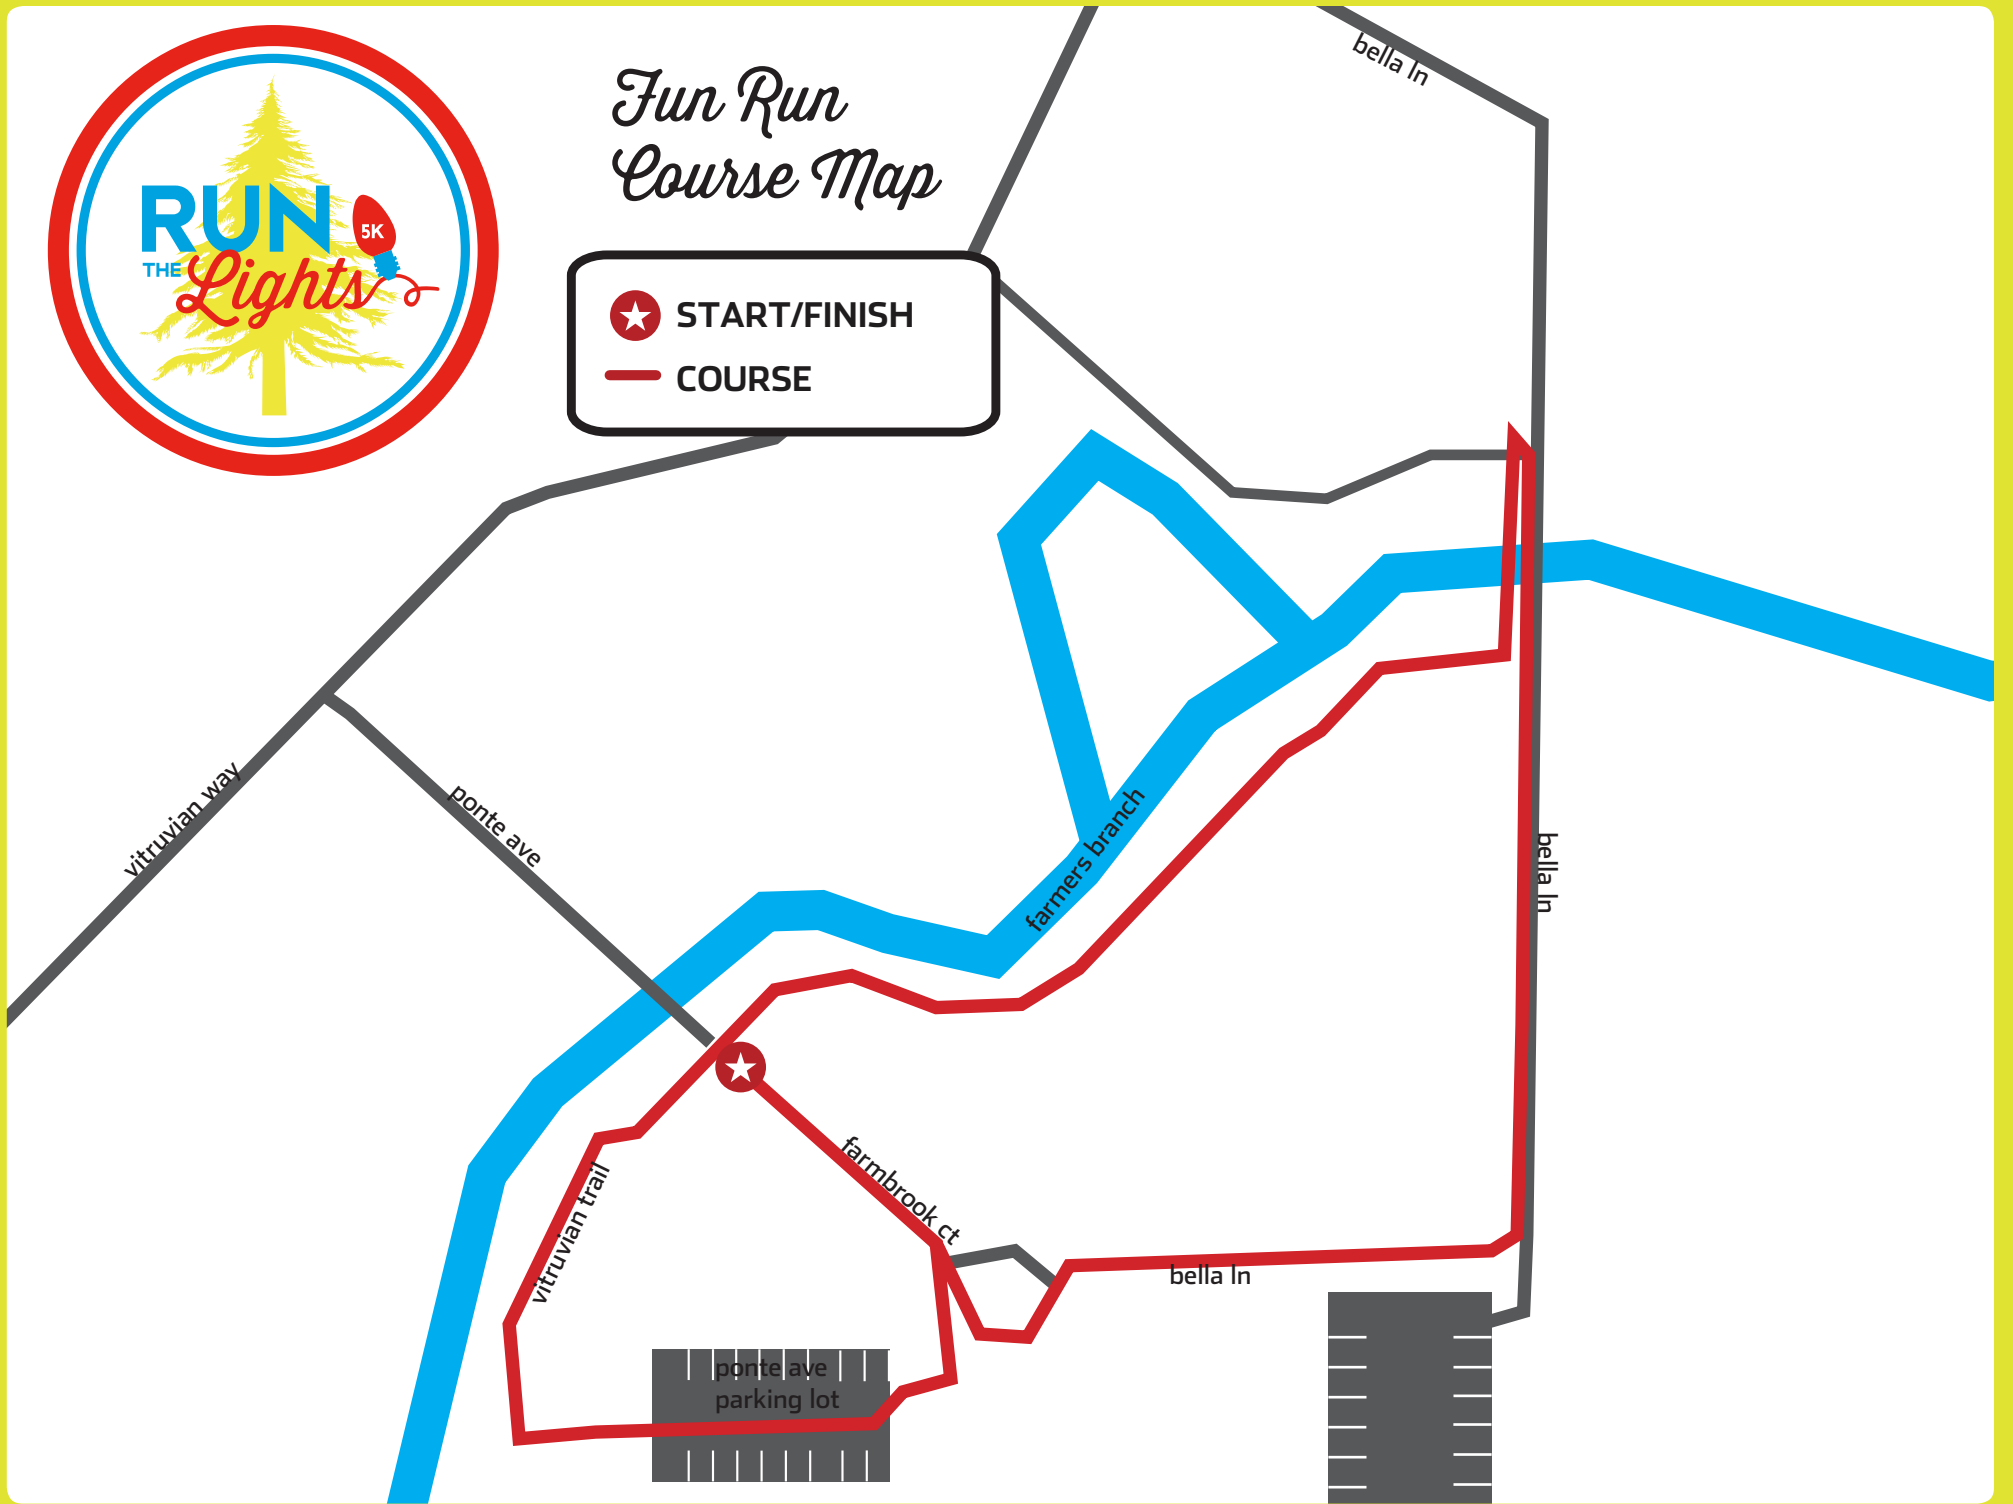 RUN
THE Lights
5K
Fun Run
Course Map
START/FINISH
COURSE
bella ln
vitruvian way
ponte ave
farmers branch
bella ln
farmbrook ct
vitruvian trail
bella ln
ponte ave
parking lot